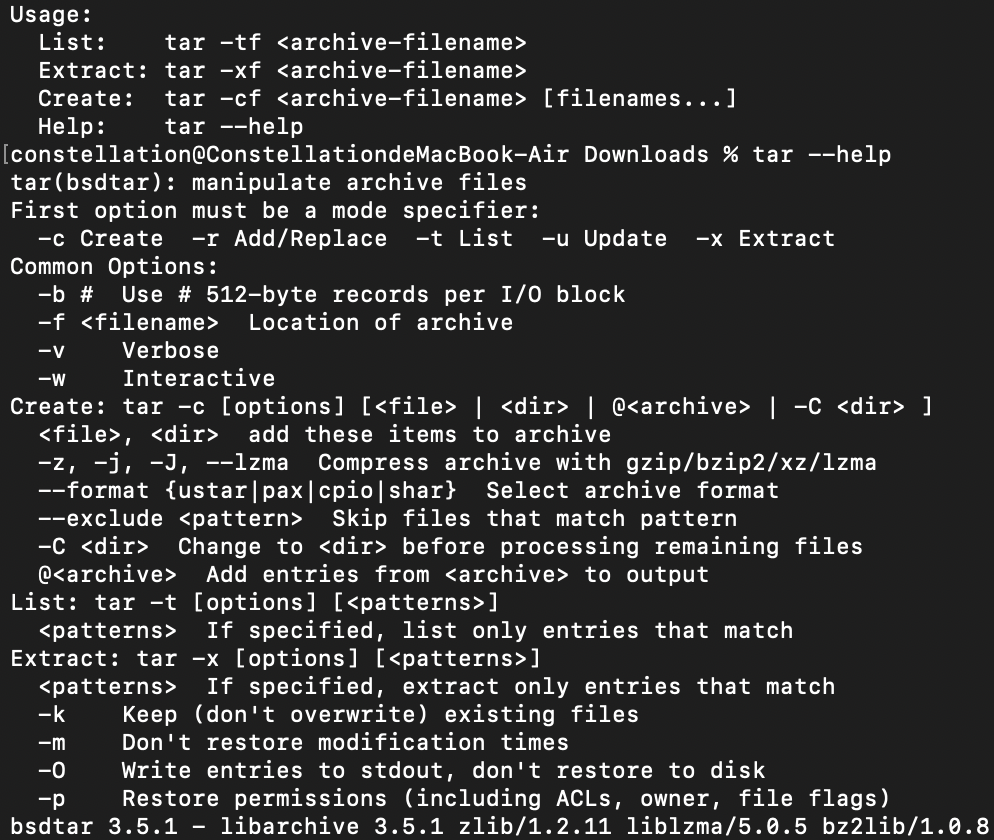 Usage:
  List:    tar -tf <archive-filename>
  Extract: tar -xf <archive-filename>
  Create:  tar -cf <archive-filename> [filenames...]
  Help:    tar --help
[constellation@ConstellationdeMacBook-Air Downloads % tar --help
tar(bsdtar): manipulate archive files
First option must be a mode specifier:
  -c Create  -r Add/Replace  -t List  -u Update  -x Extract
Common Options:
  -b #  Use # 512-byte records per I/O block
  -f <filename>  Location of archive
  -v    Verbose
  -w    Interactive
Create: tar -c [options] [<file> | <dir> | @<archive> | -C <dir> ]
  <file>, <dir>  add these items to archive
  -z, -j, -J, --lzma  Compress archive with gzip/bzip2/xz/lzma
  --format {ustar|pax|cpio|shar}  Select archive format
  --exclude <pattern>  Skip files that match pattern
  -C <dir>  Change to <dir> before processing remaining files
  @<archive>  Add entries from <archive> to output
List: tar -t [options] [<patterns>]
  <patterns>  If specified, list only entries that match
Extract: tar -x [options] [<patterns>]
  <patterns>  If specified, extract only entries that match
  -k    Keep (don't overwrite) existing files
  -m    Don't restore modification times
  -O    Write entries to stdout, don't restore to disk
  -p    Restore permissions (including ACLs, owner, file flags)
bsdtar 3.5.1 - libarchive 3.5.1 zlib/1.2.11 liblzma/5.0.5 bz2lib/1.0.8